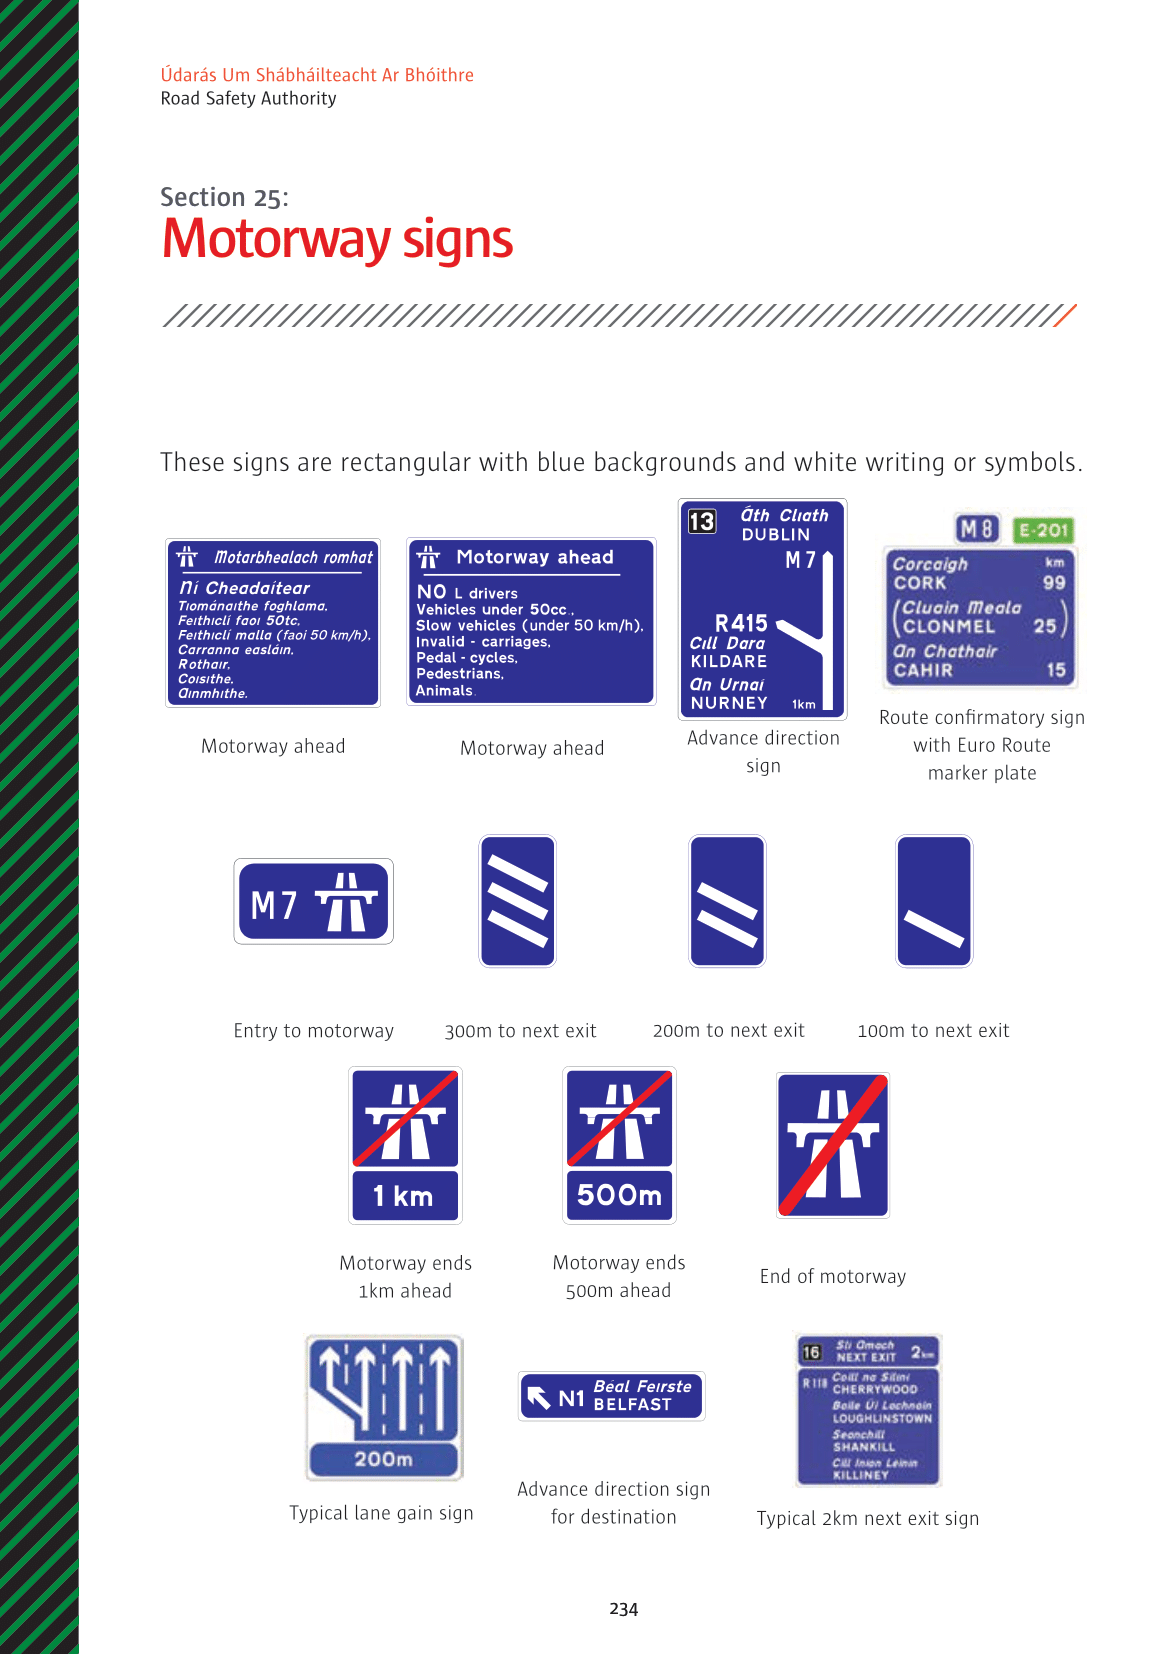 Údarás Um Shábháilteacht Ar Bhóithre
Road Safety Authority
Section 25:
Motorway signs
These signs are rectangular with blue backgrounds and white writing or symbols.
Motarbhealach romhat
Ní Cheadaítear
Tiománaithe foghlama,
Feithiclí faoi 50tc,
Feithiclí malla (faoi 50 km/h),
Carranna easláin,
Rothair,
Coisithe,
Ainmhithe.
Motorway ahead
Motorway ahead
NO L drivers
Vehicles under 50cc.,
Slow vehicles (under 50 km/h),
Invalid - carriages,
Pedal - cycles,
Pedestrians,
Animals.
Motorway ahead
13 Áth Cliath
DUBLIN
M 7
R415
Cill Dara
KILDARE
An Urnaí
NURNEY 1km
Advance direction
sign
M 8 E-201
Corcaigh km
CORK 99
(Cluain Meala
CLONMEL 25)
An Chathair
CAHIR 15
Route confirmatory sign
with Euro Route
marker plate
M 7
Entry to motorway
300m to next exit
200m to next exit
100m to next exit
1 km
Motorway ends
1km ahead
500m
Motorway ends
500m ahead
End of motorway
200m
Typical lane gain sign
N1 Béal Feirste
BELFAST
Advance direction sign
for destination
16 Slí Amach
NEXT EXIT 2km
R118 Coill na Silíní
CHERRYWOOD
Baile Uí Lachnáin
LOUGHLINSTOWN
Seanchill
SHANKILL
Cill Iníon Léinín
KILLINEY
Typical 2km next exit sign
234